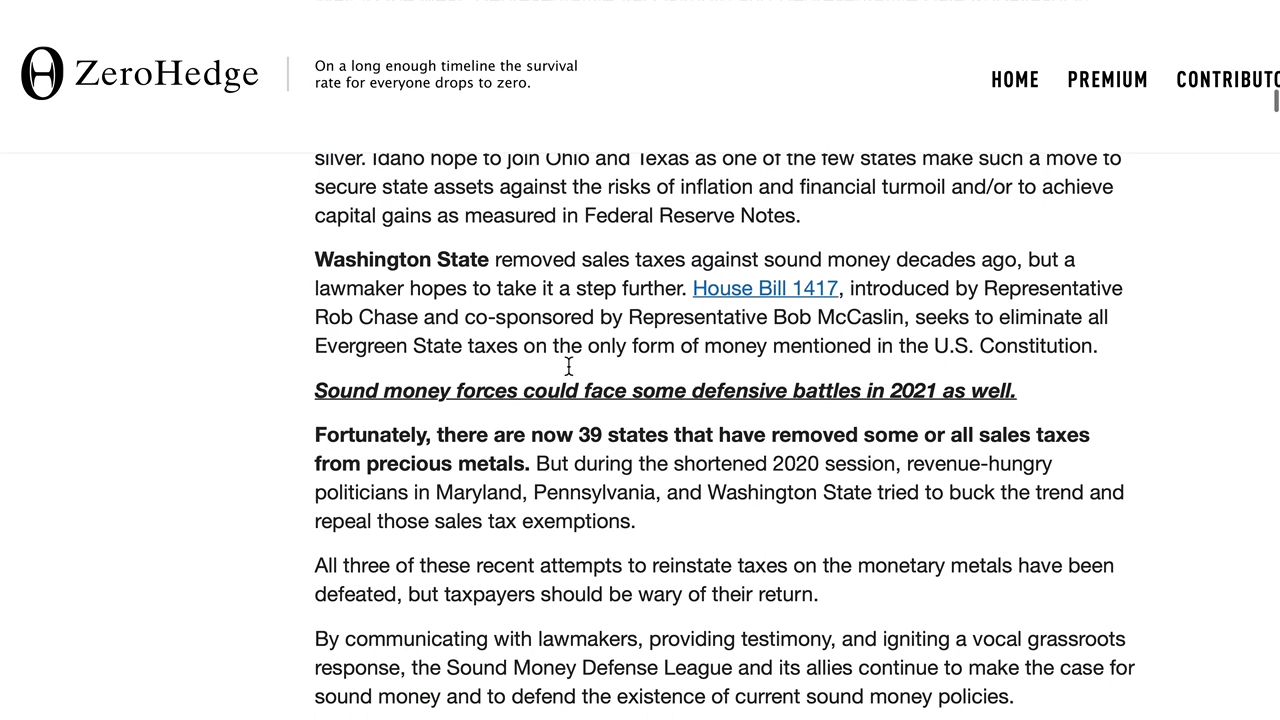 ZeroHedge
On a long enough timeline the survival
rate for everyone drops to zero.
HOME PREMIUM CONTRIBUTO
silver. Idaho hope to join Ohio and Texas as one of the few states make such a move to
secure state assets against the risks of inflation and financial turmoil and/or to achieve
capital gains as measured in Federal Reserve Notes.
Washington State removed sales taxes against sound money decades ago, but a
lawmaker hopes to take it a step further. House Bill 1417, introduced by Representative
Rob Chase and co-sponsored by Representative Bob McCaslin, seeks to eliminate all
Evergreen State taxes on the only form of money mentioned in the U.S. Constitution.
Sound money forces could face some defensive battles in 2021 as well.
Fortunately, there are now 39 states that have removed some or all sales taxes
from precious metals. But during the shortened 2020 session, revenue-hungry
politicians in Maryland, Pennsylvania, and Washington State tried to buck the trend and
repeal those sales tax exemptions.
All three of these recent attempts to reinstate taxes on the monetary metals have been
defeated, but taxpayers should be wary of their return.
By communicating with lawmakers, providing testimony, and igniting a vocal grassroots
response, the Sound Money Defense League and its allies continue to make the case for
sound money and to defend the existence of current sound money policies.